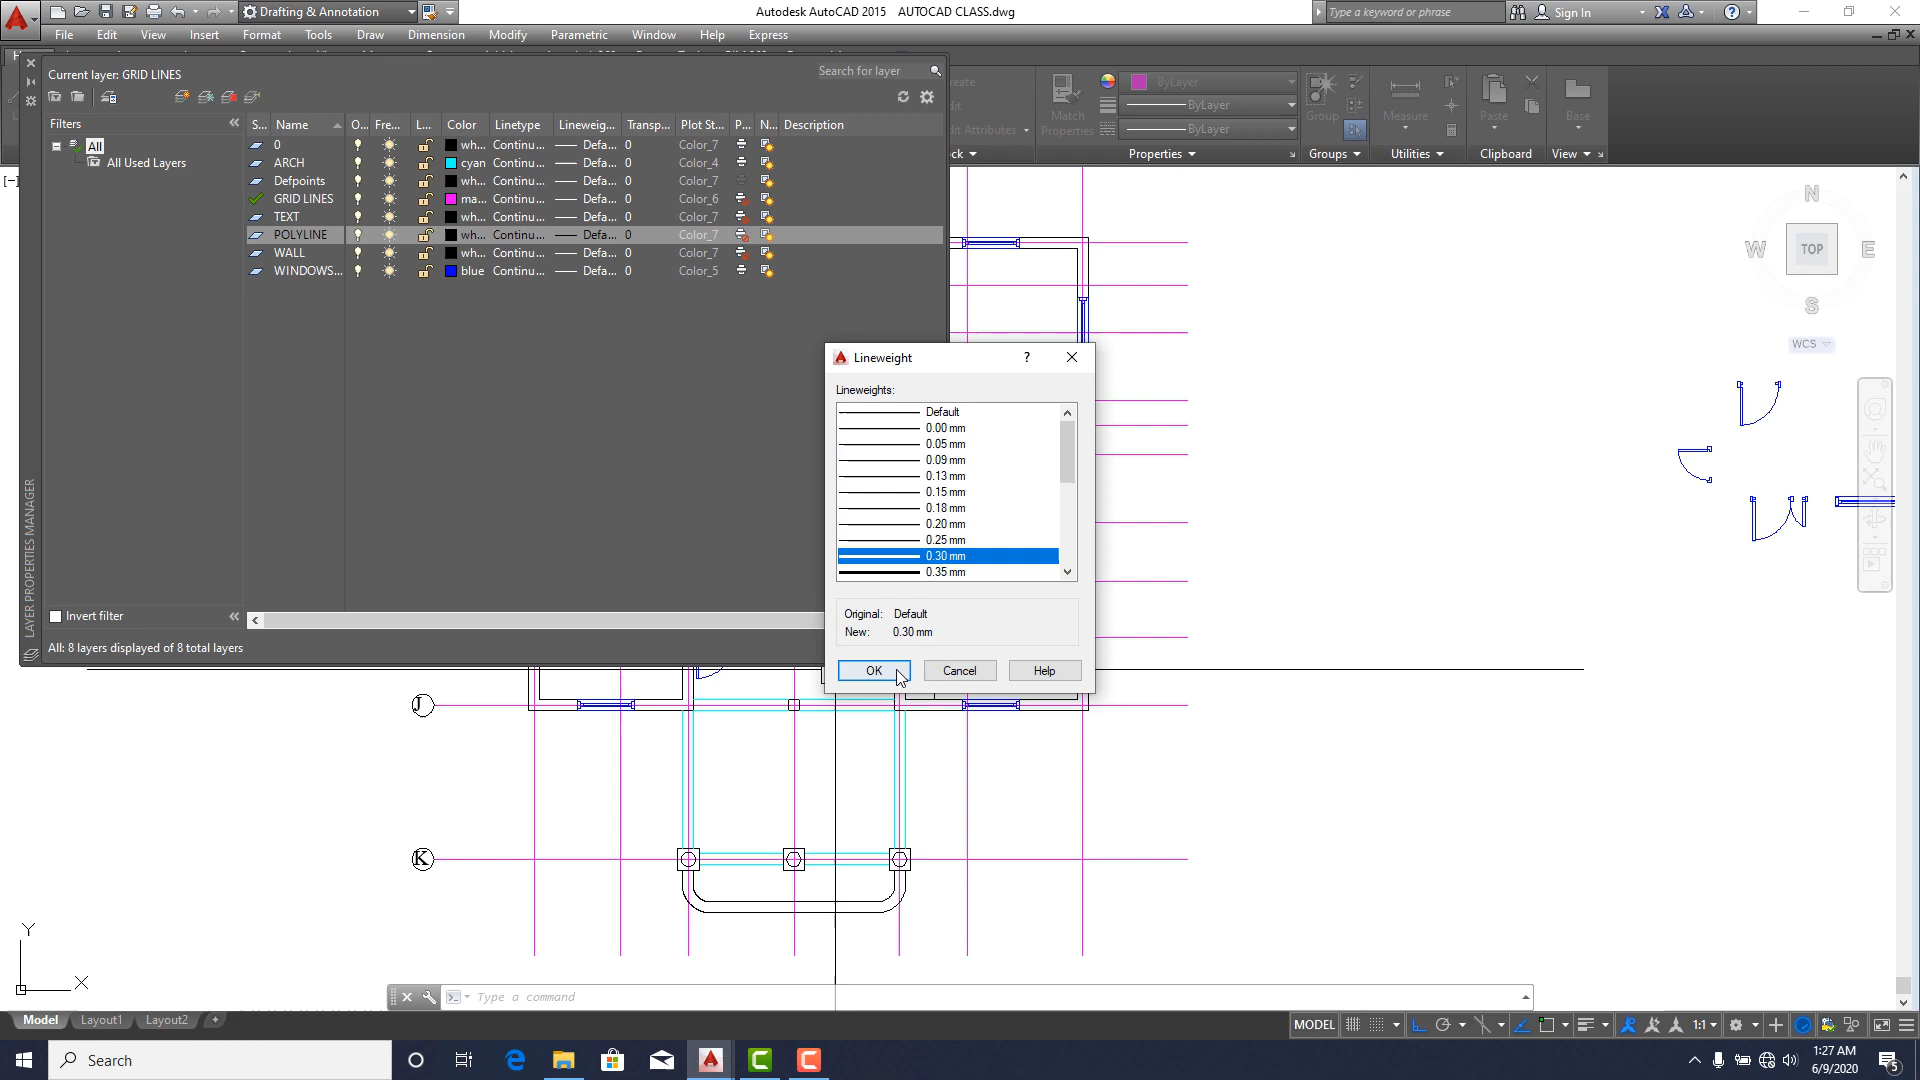 Drafting & Annotation
Autodesk AutoCAD 2015 AUTOCAD CLASS.dwg
Type a keyword or phrase
Sign In
File Edit View Insert Format Tools Draw Dimension Modify Parametric Window Help Express
Current layer: GRID LINES
Search for layer
Filters
S... Name O... Fre... L... Color Linetype Lineweig... Transp... Plot St... P... N... Description
All
All Used Layers
0 wh... Continu... Defa... 0 Color_7
ARCH cyan Continu... Defa... 0 Color_4
Defpoints wh... Continu... Defa... 0 Color_7
GRID LINES ma... Continu... Defa... 0 Color_6
TEXT wh... Continu... Defa... 0 Color_7
POLYLINE wh... Continu... Defa... 0 Color_7
WALL wh... Continu... Defa... 0 Color_7
WINDOWS... blue Continu... Defa... 0 Color_5
Invert filter
All: 8 layers displayed of 8 total layers
LAYER PROPERTIES MANAGER
Match Properties
ByLayer
ByLayer
ByLayer
Group
Measure
Paste
Base
Properties
Groups
Utilities
Clipboard
View
N
W TOP E
S
WCS
Lineweight
Lineweights:
Default
0.00 mm
0.05 mm
0.09 mm
0.13 mm
0.15 mm
0.18 mm
0.20 mm
0.25 mm
0.30 mm
0.35 mm
Original: Default
New: 0.30 mm
OK Cancel Help
J
K
Y
X
Type a command
Model Layout1 Layout2
MODEL
1:1
Search
1:27 AM
6/9/2020
5